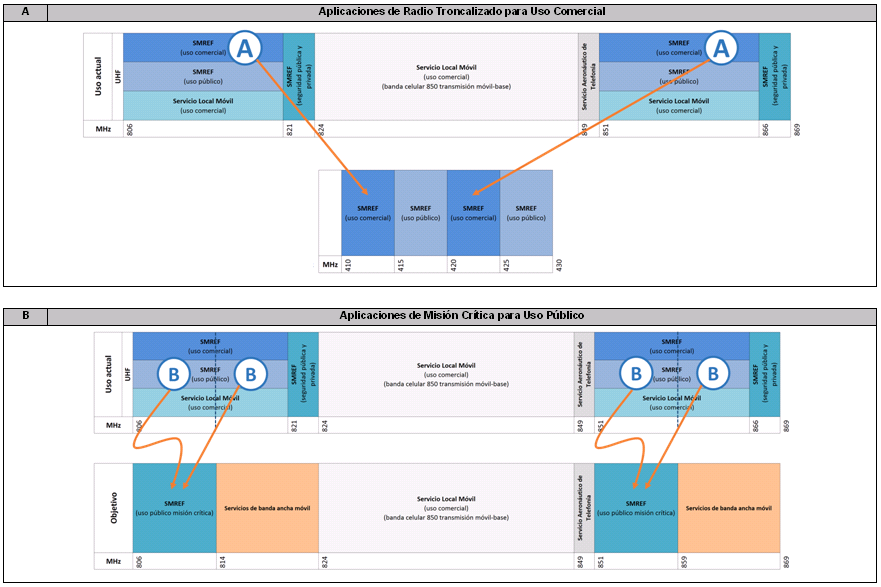 A
Aplicaciones de Radio Troncalizado para Uso Comercial
Uso actual
UHF
SMREF
(uso comercial)
A
SMREF
(uso público)
Servicio Local Móvil
(uso comercial)
SMREF
(seguridad pública y
privada)
Servicio Local Móvil
(uso comercial)
(banda celular 850 transmisión móvil-base)
Servicio Aeronáutico de
Telefonía
SMREF
(uso comercial)
A
SMREF
(uso público)
Servicio Local Móvil
(uso comercial)
SMREF
(seguridad pública y
privada)
MHz
806
821
824
849
851
866
869
SMREF
(uso comercial)
SMREF
(uso público)
SMREF
(uso comercial)
SMREF
(uso público)
MHz
410
415
420
425
430
B
Aplicaciones de Misión Crítica para Uso Público
Uso actual
UHF
SMREF
(uso comercial)
B
SMREF
(uso público)
B
Servicio Local Móvil
(uso comercial)
SMREF
(seguridad pública y
privada)
Servicio Local Móvil
(uso comercial)
(banda celular 850 transmisión móvil-base)
Servicio Aeronáutico de
Telefonía
SMREF
(uso comercial)
B
SMREF
(uso público)
B
Servicio Local Móvil
(uso comercial)
SMREF
(seguridad pública y
privada)
MHz
806
821
824
849
851
866
869
Objetivo
SMREF
(uso público misión crítica)
Servicios de banda ancha móvil
Servicio Local Móvil
(uso comercial)
(banda celular 850 transmisión móvil-base)
Servicio Aeronáutico de
Telefonía
SMREF
(uso público misión crítica)
Servicios de banda ancha móvil
MHz
806
814
824
849
851
859
869